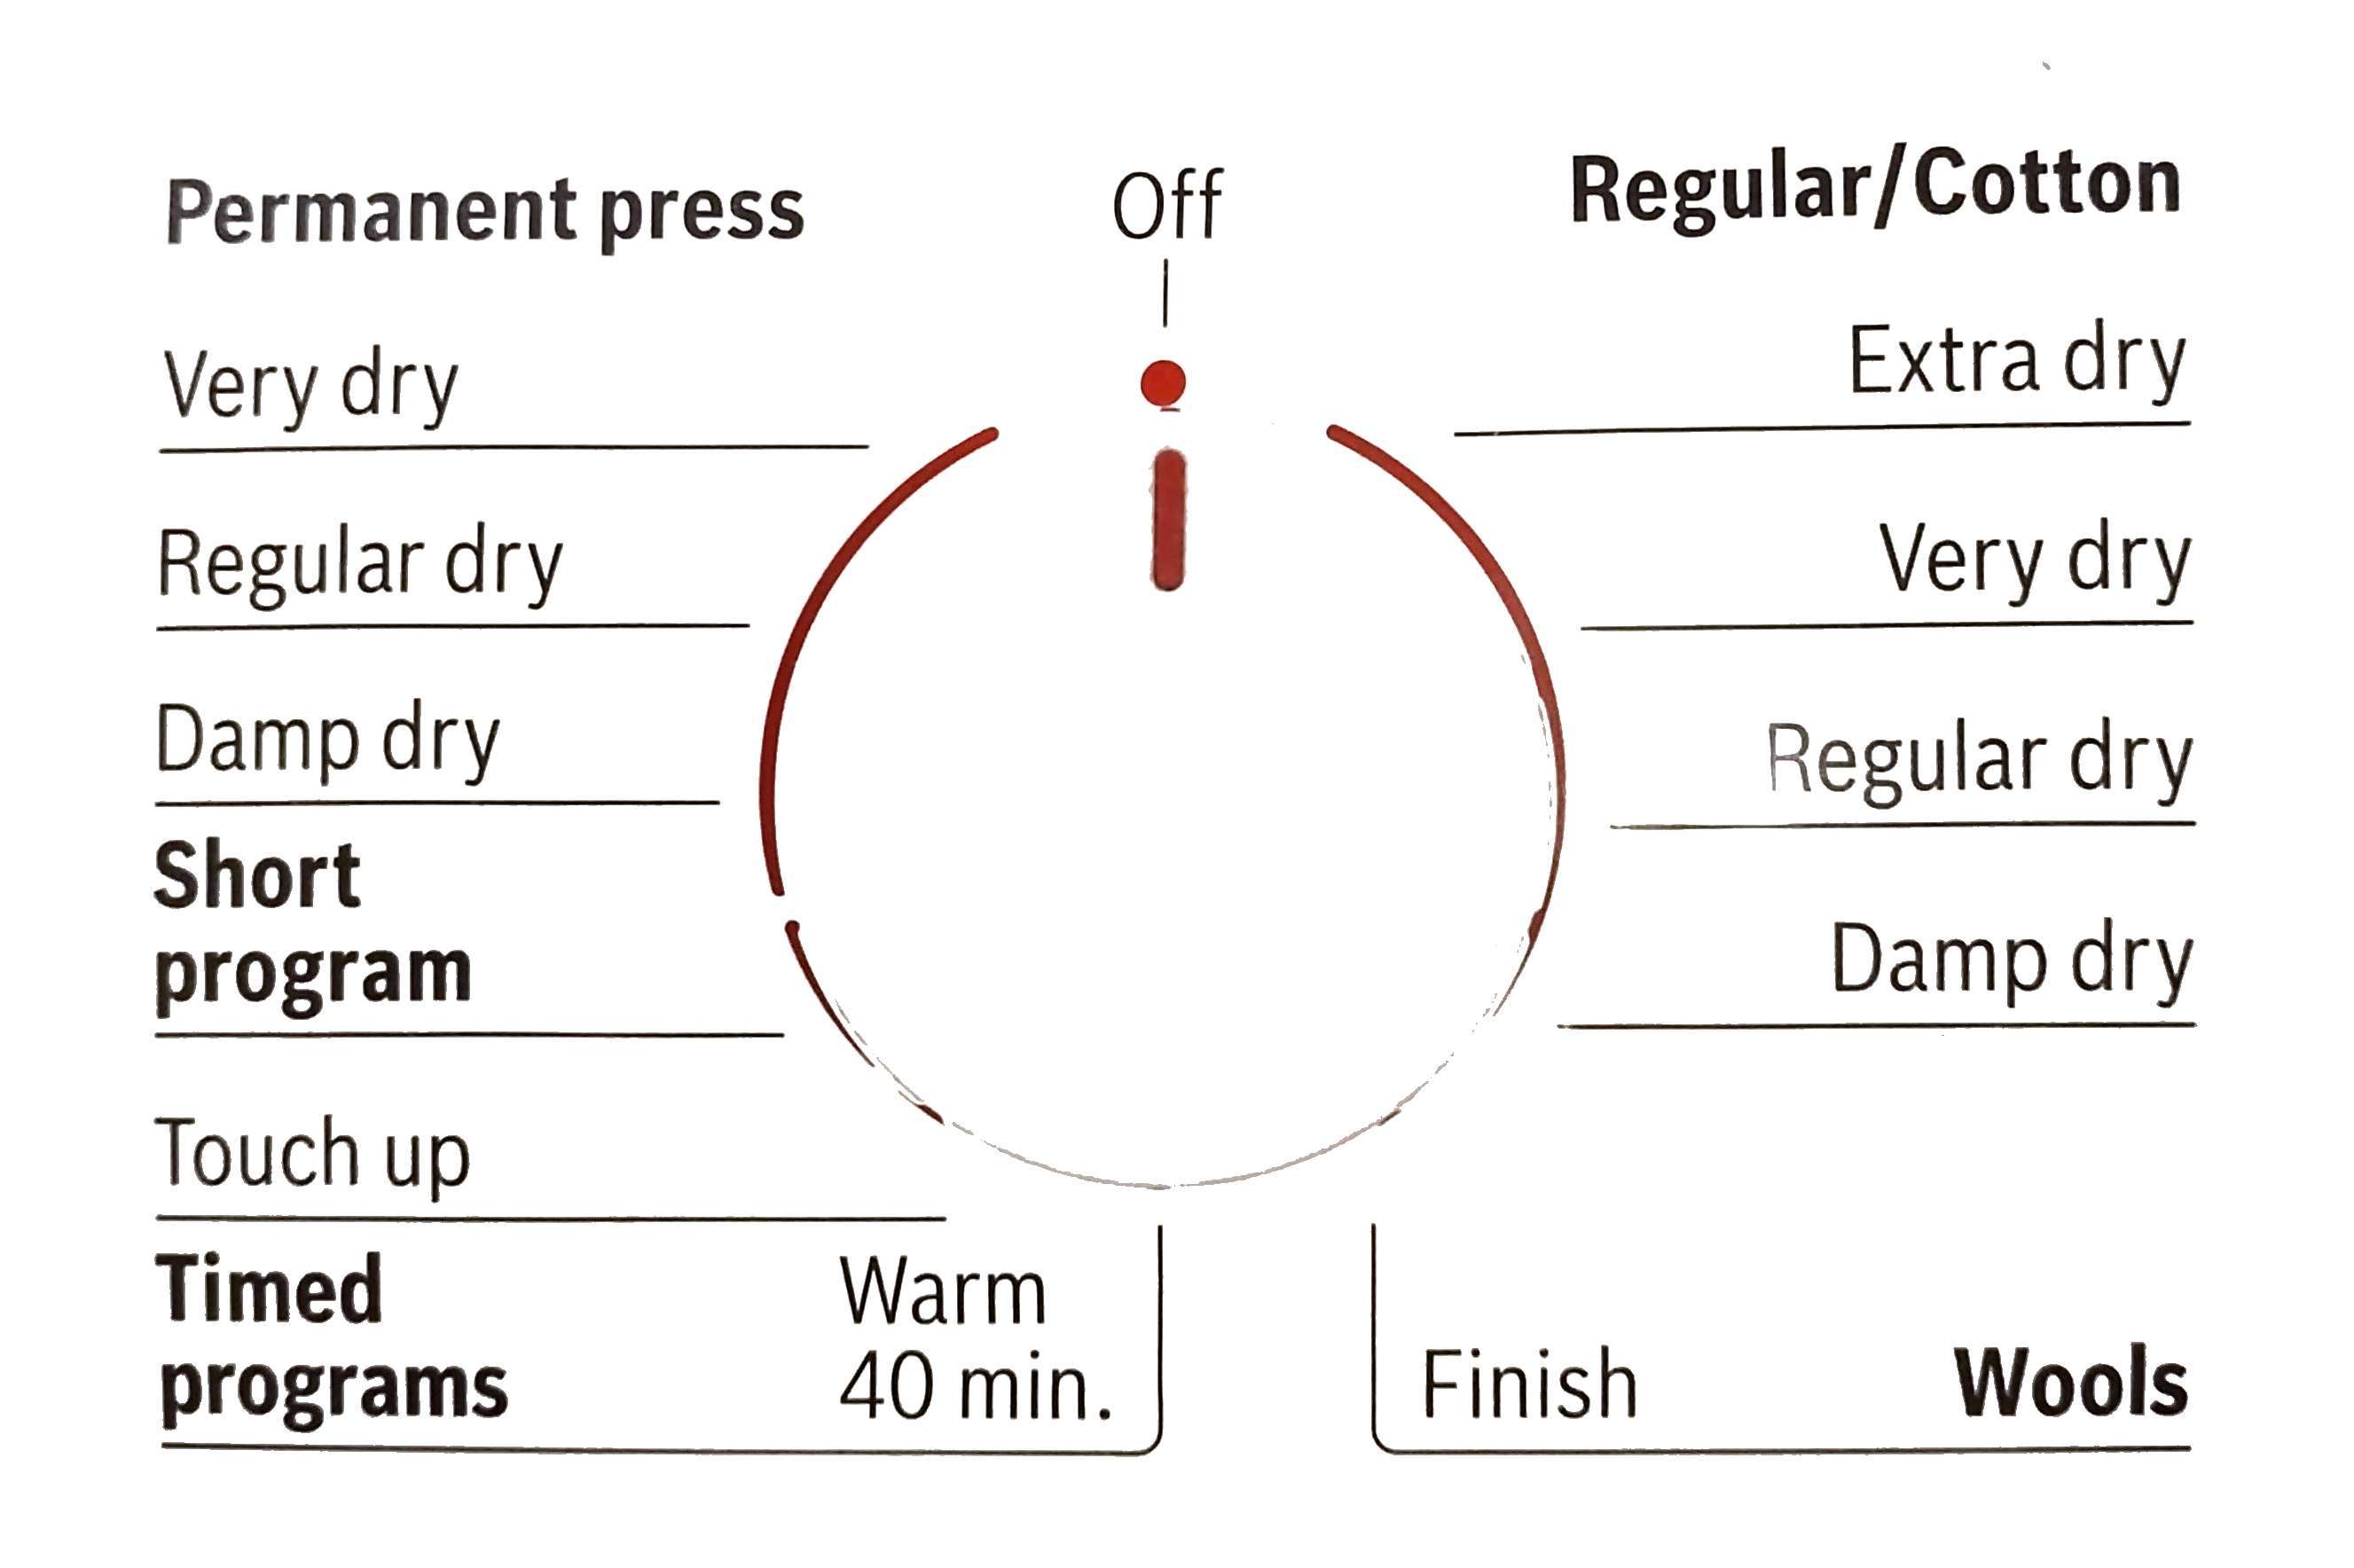 Permanent press
Very dry
Regular dry
Damp dry
Short
program
Touch up
Timed
programs
Warm
40 min.
Off
Regular/Cotton
Extra dry
Very dry
Regular dry
Damp dry
Finish
Wools